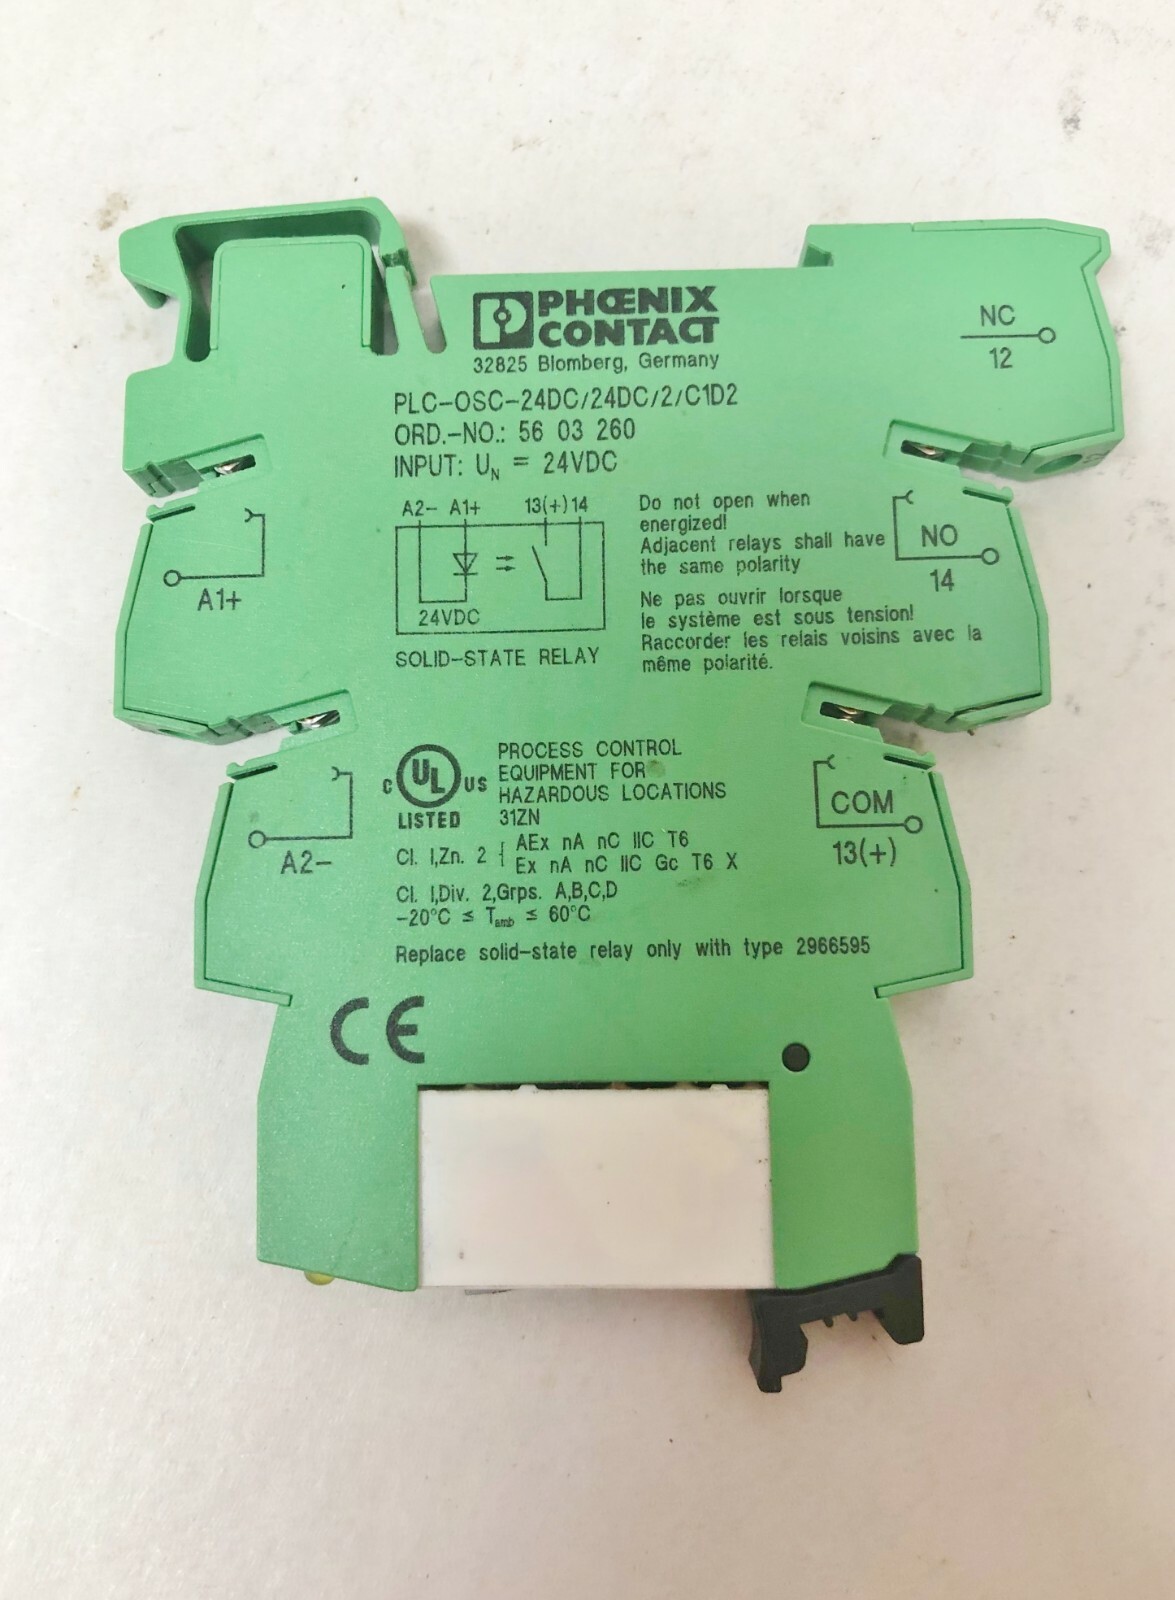 PHŒNIX
CONTACT
32825 Blomberg, Germany
NC
12
PLC-OSC-24DC/24DC/2/C1D2
ORD.-NO.: 56 03 260
INPUT: UN = 24VDC
A2- A1+ 13(+) 14
24VDC
SOLID-STATE RELAY
Do not open when
energized!
Adjacent relays shall have
the same polarity
Ne pas ouvrir lorsque
le système est sous tension!
Raccorder les relais voisins avec la
même polarité.
NO
14
A1+
C UL US
LISTED
PROCESS CONTROL
EQUIPMENT FOR
HAZARDOUS LOCATIONS
31ZN
Cl. I,Zn. 2 { AEx nA nC IIC T6
Ex nA nC IIC Gc T6 X
Cl. I,Div. 2,Grps. A,B,C,D
-20°C ≤ Tamb ≤ 60°C
Replace solid-state relay only with type 2966595
A2-
COM
13(+)
CE